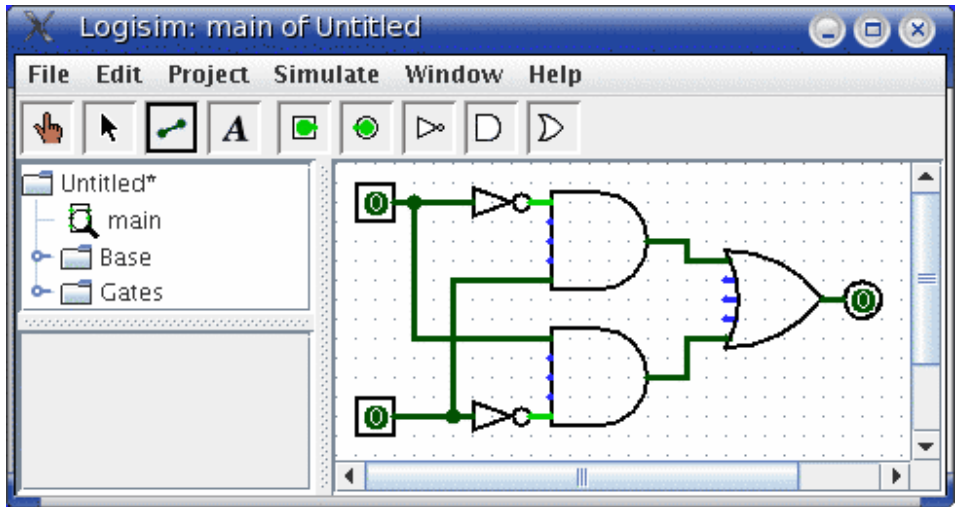 Logisim: main of Untitled
File Edit Project Simulate Window Help
A
Untitled*
main
Base
Gates
0
0
0